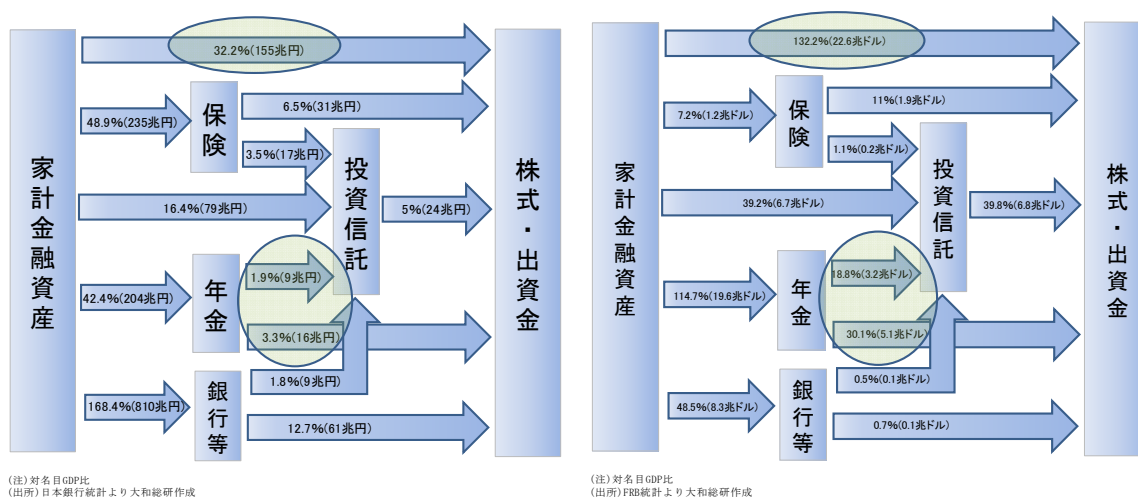 家計金融資産
32.2%(155兆円)
48.9%(235兆円)
保険
6.5%(31兆円)
3.5%(17兆円)
16.4%(79兆円)
投資信託
5%(24兆円)
株式・出資金
42.4%(204兆円)
年金
1.9%(9兆円)
3.3%(16兆円)
168.4%(810兆円)
銀行等
1.8%(9兆円)
12.7%(61兆円)
(注)対名目GDP比
(出所)日本銀行統計より大和総研作成
家計金融資産
132.2%(22.6兆ドル)
7.2%(1.2兆ドル)
保険
11%(1.9兆ドル)
1.1%(0.2兆ドル)
39.2%(6.7兆ドル)
投資信託
39.8%(6.8兆ドル)
株式・出資金
114.7%(19.6兆ドル)
年金
18.8%(3.2兆ドル)
30.1%(5.1兆ドル)
48.5%(8.3兆ドル)
銀行等
0.5%(0.1兆ドル)
0.7%(0.1兆ドル)
(注)対名目GDP比
(出所)FRB統計より大和総研作成